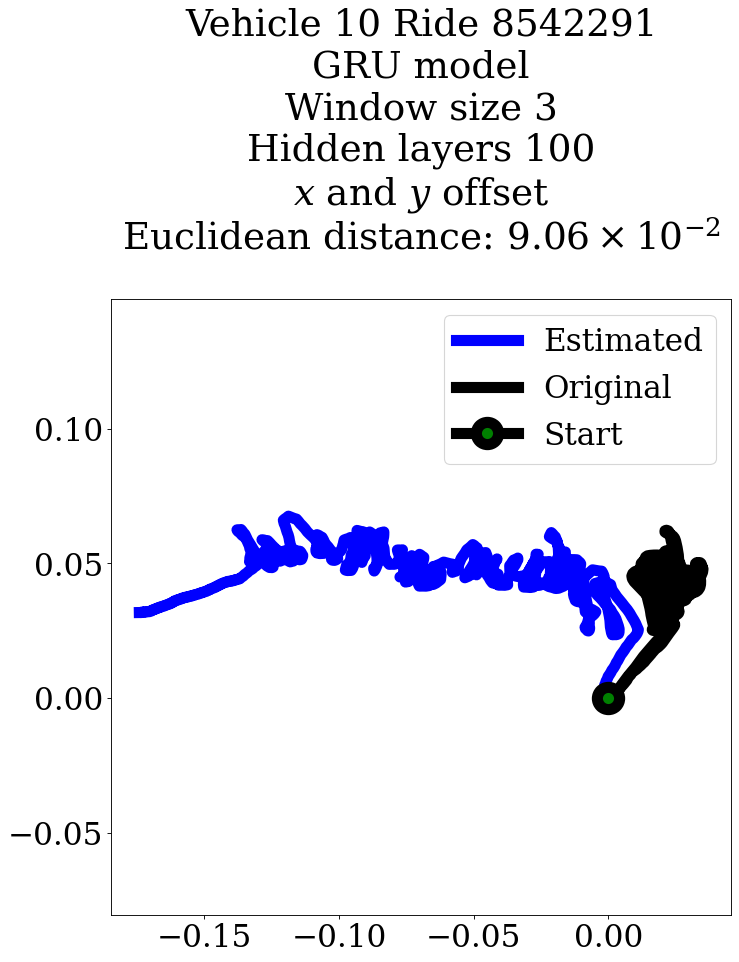 Vehicle 10 Ride 8542291
GRU model
Window size 3
Hidden layers 100
x and y offset
Euclidean distance: 9.06 × 10⁻²
Estimated
Original
Start
0.10
0.05
0.00
−0.05
−0.15 −0.10 −0.05 0.00